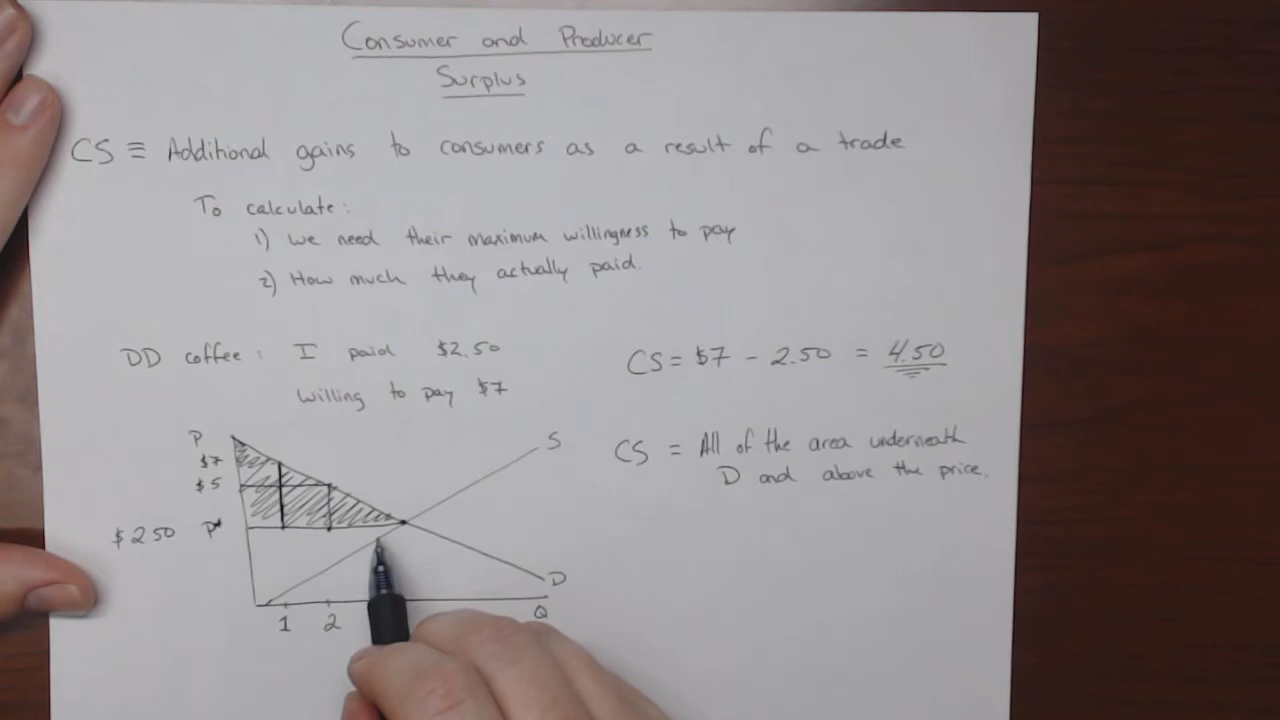 Consumer and Producer
Surplus
CS ≡ Additional gains to consumers as a result of a trade
To calculate:
1) We need their maximum willingness to pay
2) How much they actually paid.
DD coffee: I paid $2.50
Willing to pay $7
CS = $7 - 2.50 = 4.50
CS = All of the area underneath
D and above the price.
P
$7
$5
$2.50 P*
S
D
1 2 Q